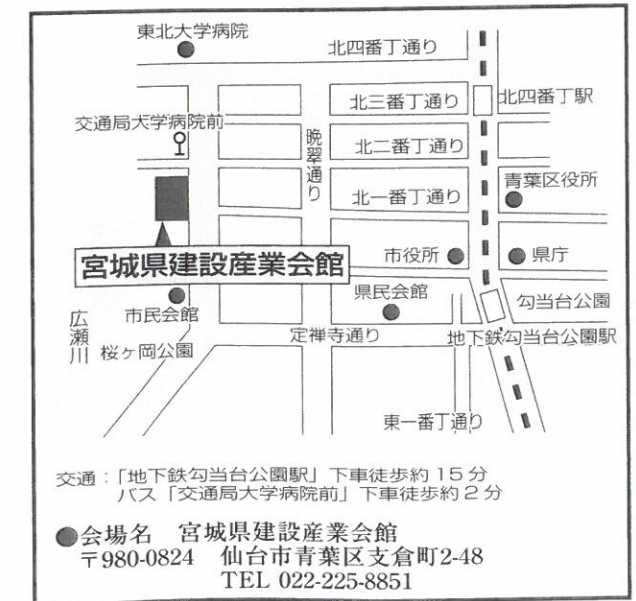 東北大学病院
北四番丁通り
北三番丁通り
北四番丁駅
交通局大学病院前
晩翠通り
北二番丁通り
青葉区役所
北一番丁通り
市役所
県庁
宮城県建設産業会館
県民会館
勾当台公園
市民会館
広瀬川
定禅寺通り
地下鉄勾当台公園駅
桜ヶ岡公園
東一番丁通り
交通：「地下鉄勾当台公園駅」下車徒歩約15分
バス「交通局大学病院前」下車徒歩約2分
●会場名 宮城県建設産業会館
〒980-0824 仙台市青葉区支倉町2-48
TEL 022-225-8851